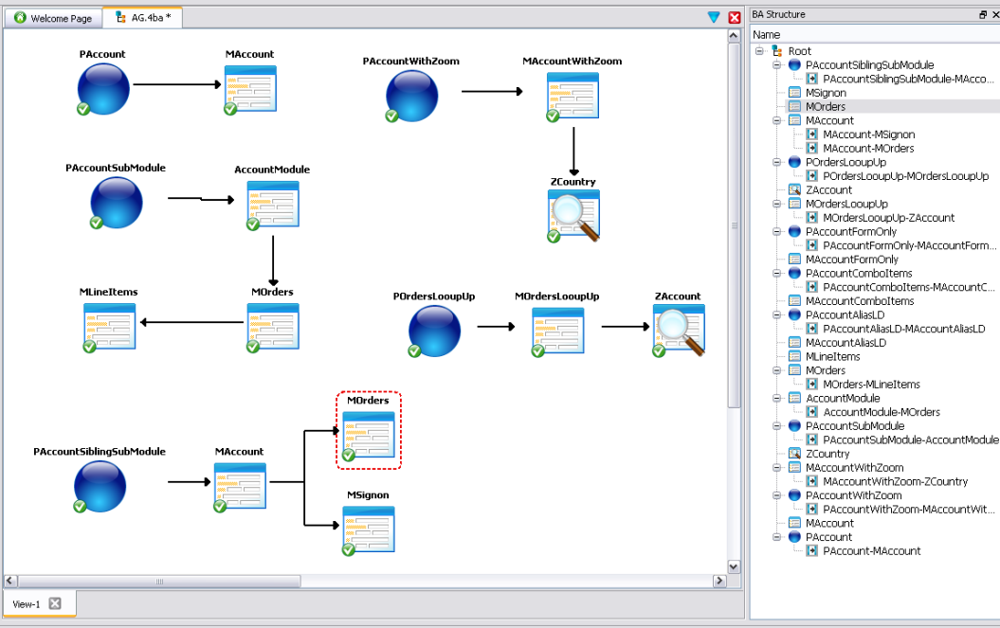 Welcome Page
AG.4ba *
PAccount
MAccount
PAccountWithZoom
MAccountWithZoom
PAccountSubModule
AccountModule
ZCountry
MLineItems
MOrders
POrdersLooupUp
MOrdersLooupUp
ZAccount
MOrders
PAccountSiblingSubModule
MAccount
MSignon
View-1
BA Structure
Name
Root
PAccountSiblingSubModule
PAccountSiblingSubModule-MAcco...
MSignon
MOrders
MAccount
MAccount-MSignon
MAccount-MOrders
POrdersLooupUp
POrdersLooupUp-MOrdersLooupUp
ZAccount
MOrdersLooupUp
MOrdersLooupUp-ZAccount
PAccountFormOnly
PAccountFormOnly-MAccountForm...
MAccountFormOnly
PAccountComboItems
PAccountComboItems-MAccountC...
MAccountComboItems
PAccountAliasLD
PAccountAliasLD-MAccountAliasLD
MAccountAliasLD
MLineItems
MOrders
MOrders-MLineItems
AccountModule
AccountModule-MOrders
PAccountSubModule
PAccountSubModule-AccountModule
ZCountry
MAccountWithZoom
MAccountWithZoom-ZCountry
PAccountWithZoom
PAccountWithZoom-MAccountWit...
MAccount
PAccount
PAccount-MAccount